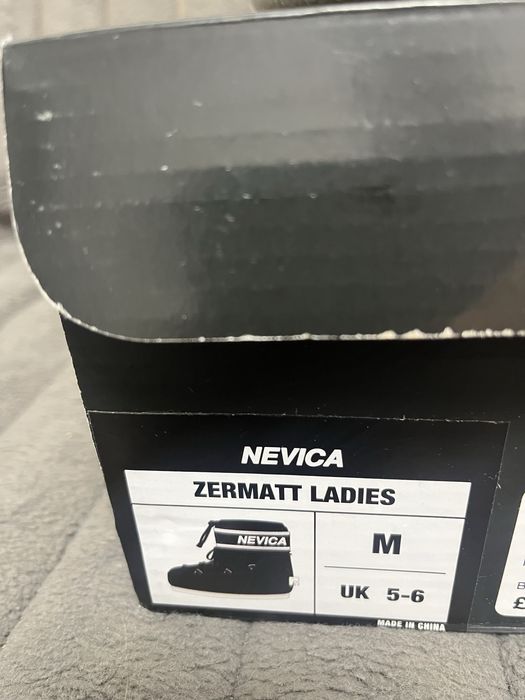 NEVICA
ZERMATT LADIES
NEVICA
M
UK 5-6
MADE IN CHINA
£